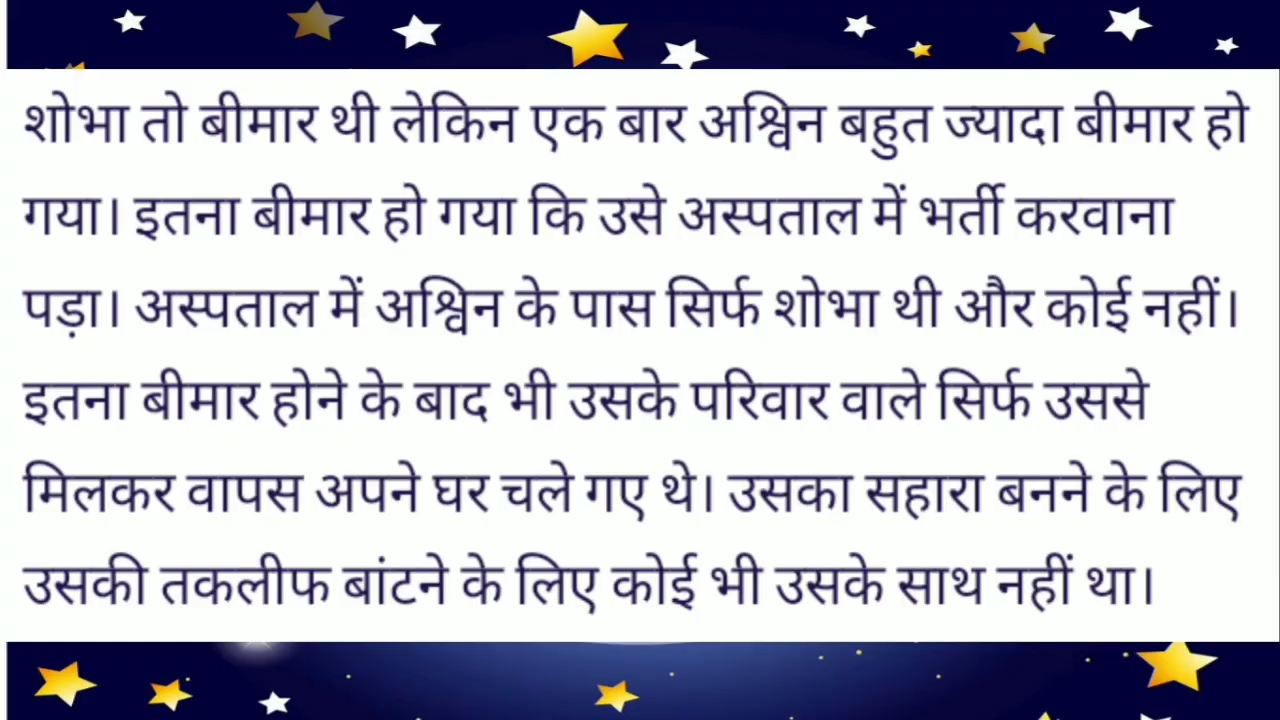 शोभा तो बीमार थी लेकिन एक बार अश्विन बहुत ज्यादा बीमार हो
गया। इतना बीमार हो गया कि उसे अस्पताल में भर्ती करवाना
पड़ा। अस्पताल में अश्विन के पास सिर्फ शोभा थी और कोई नहीं।
इतना बीमार होने के बाद भी उसके परिवार वाले सिर्फ उससे
मिलकर वापस अपने घर चले गए थे। उसका सहारा बनने के लिए
उसकी तकलीफ बांटने के लिए कोई भी उसके साथ नहीं था।